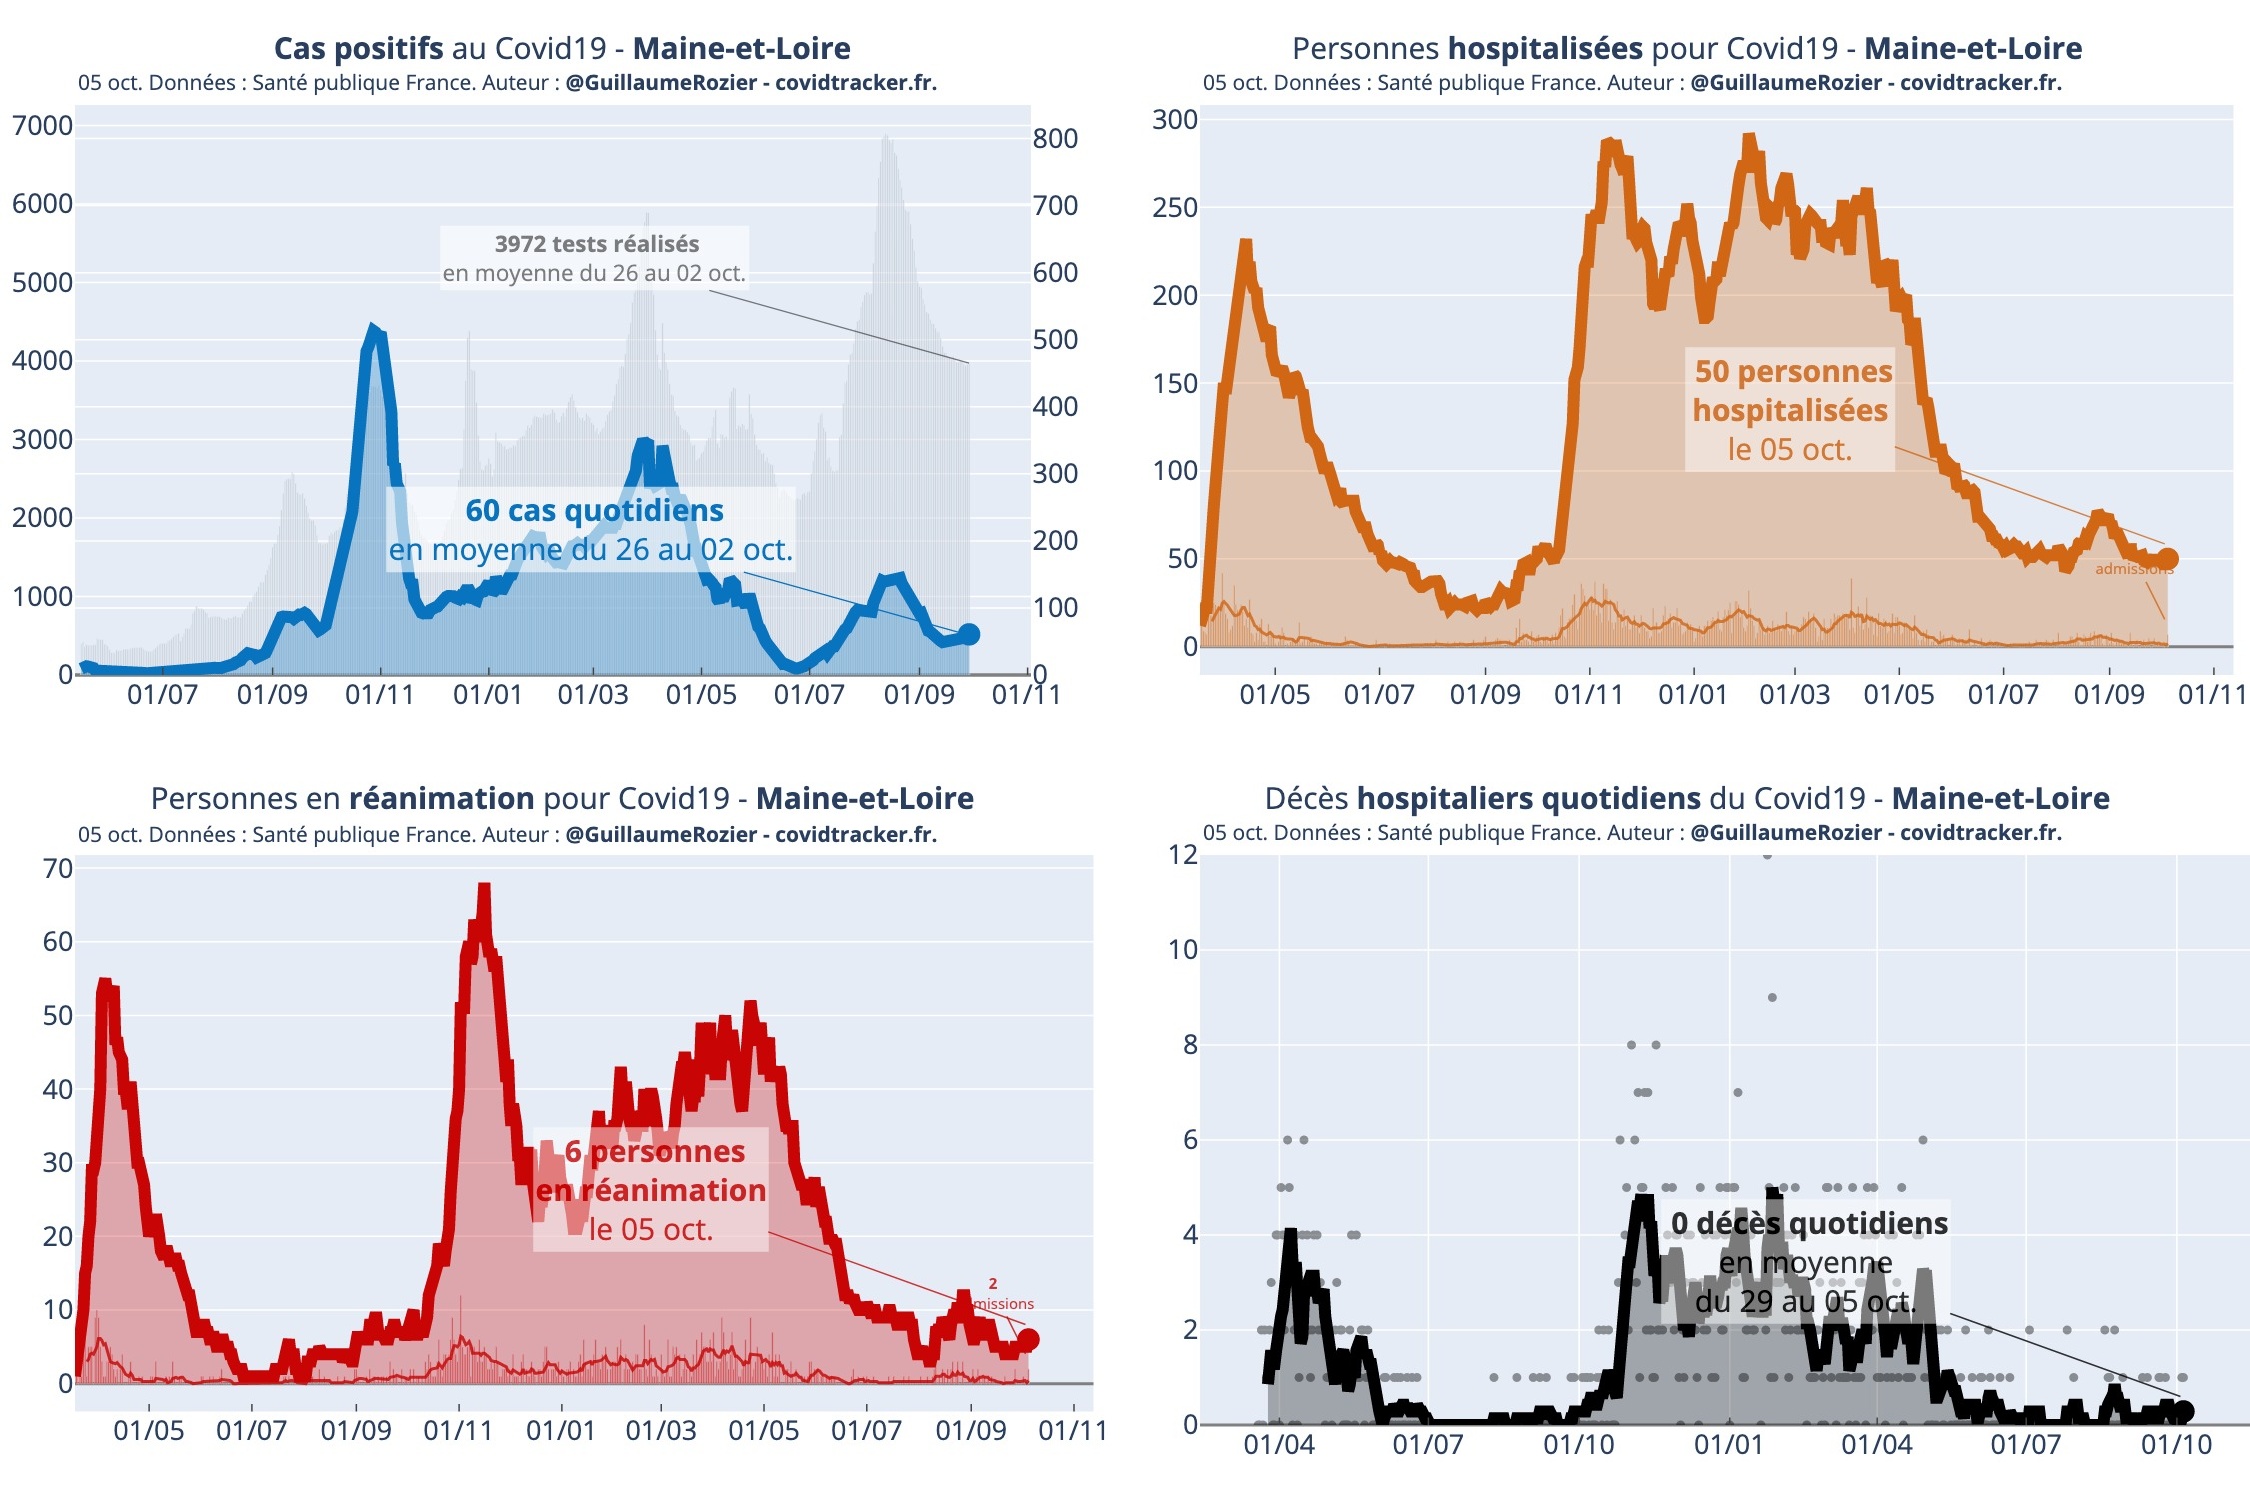 Cas positifs au Covid19 - Maine-et-Loire
05 oct. Données : Santé publique France. Auteur : @GuillaumeRozier - covidtracker.fr.
7000
6000
5000
4000
3000
2000
1000
0
800
700
600
500
400
300
200
100
0
3972 tests réalisés
en moyenne du 26 au 02 oct.
60 cas quotidiens
en moyenne du 26 au 02 oct.
01/07 01/09 01/11 01/01 01/03 01/05 01/07 01/09 01/11
Personnes hospitalisées pour Covid19 - Maine-et-Loire
05 oct. Données : Santé publique France. Auteur : @GuillaumeRozier - covidtracker.fr.
300
250
200
150
100
50
0
50 personnes
hospitalisées
le 05 oct.
admissions
01/05 01/07 01/09 01/11 01/01 01/03 01/05 01/07 01/09 01/11
Personnes en réanimation pour Covid19 - Maine-et-Loire
05 oct. Données : Santé publique France. Auteur : @GuillaumeRozier - covidtracker.fr.
70
60
50
40
30
20
10
0
6 personnes
en réanimation
le 05 oct.
2
missions
01/05 01/07 01/09 01/11 01/01 01/03 01/05 01/07 01/09 01/11
Décès hospitaliers quotidiens du Covid19 - Maine-et-Loire
05 oct. Données : Santé publique France. Auteur : @GuillaumeRozier - covidtracker.fr.
12
10
8
6
4
2
0
0 décès quotidiens
en moyenne
du 29 au 05 oct.
01/04 01/07 01/10 01/01 01/04 01/07 01/10